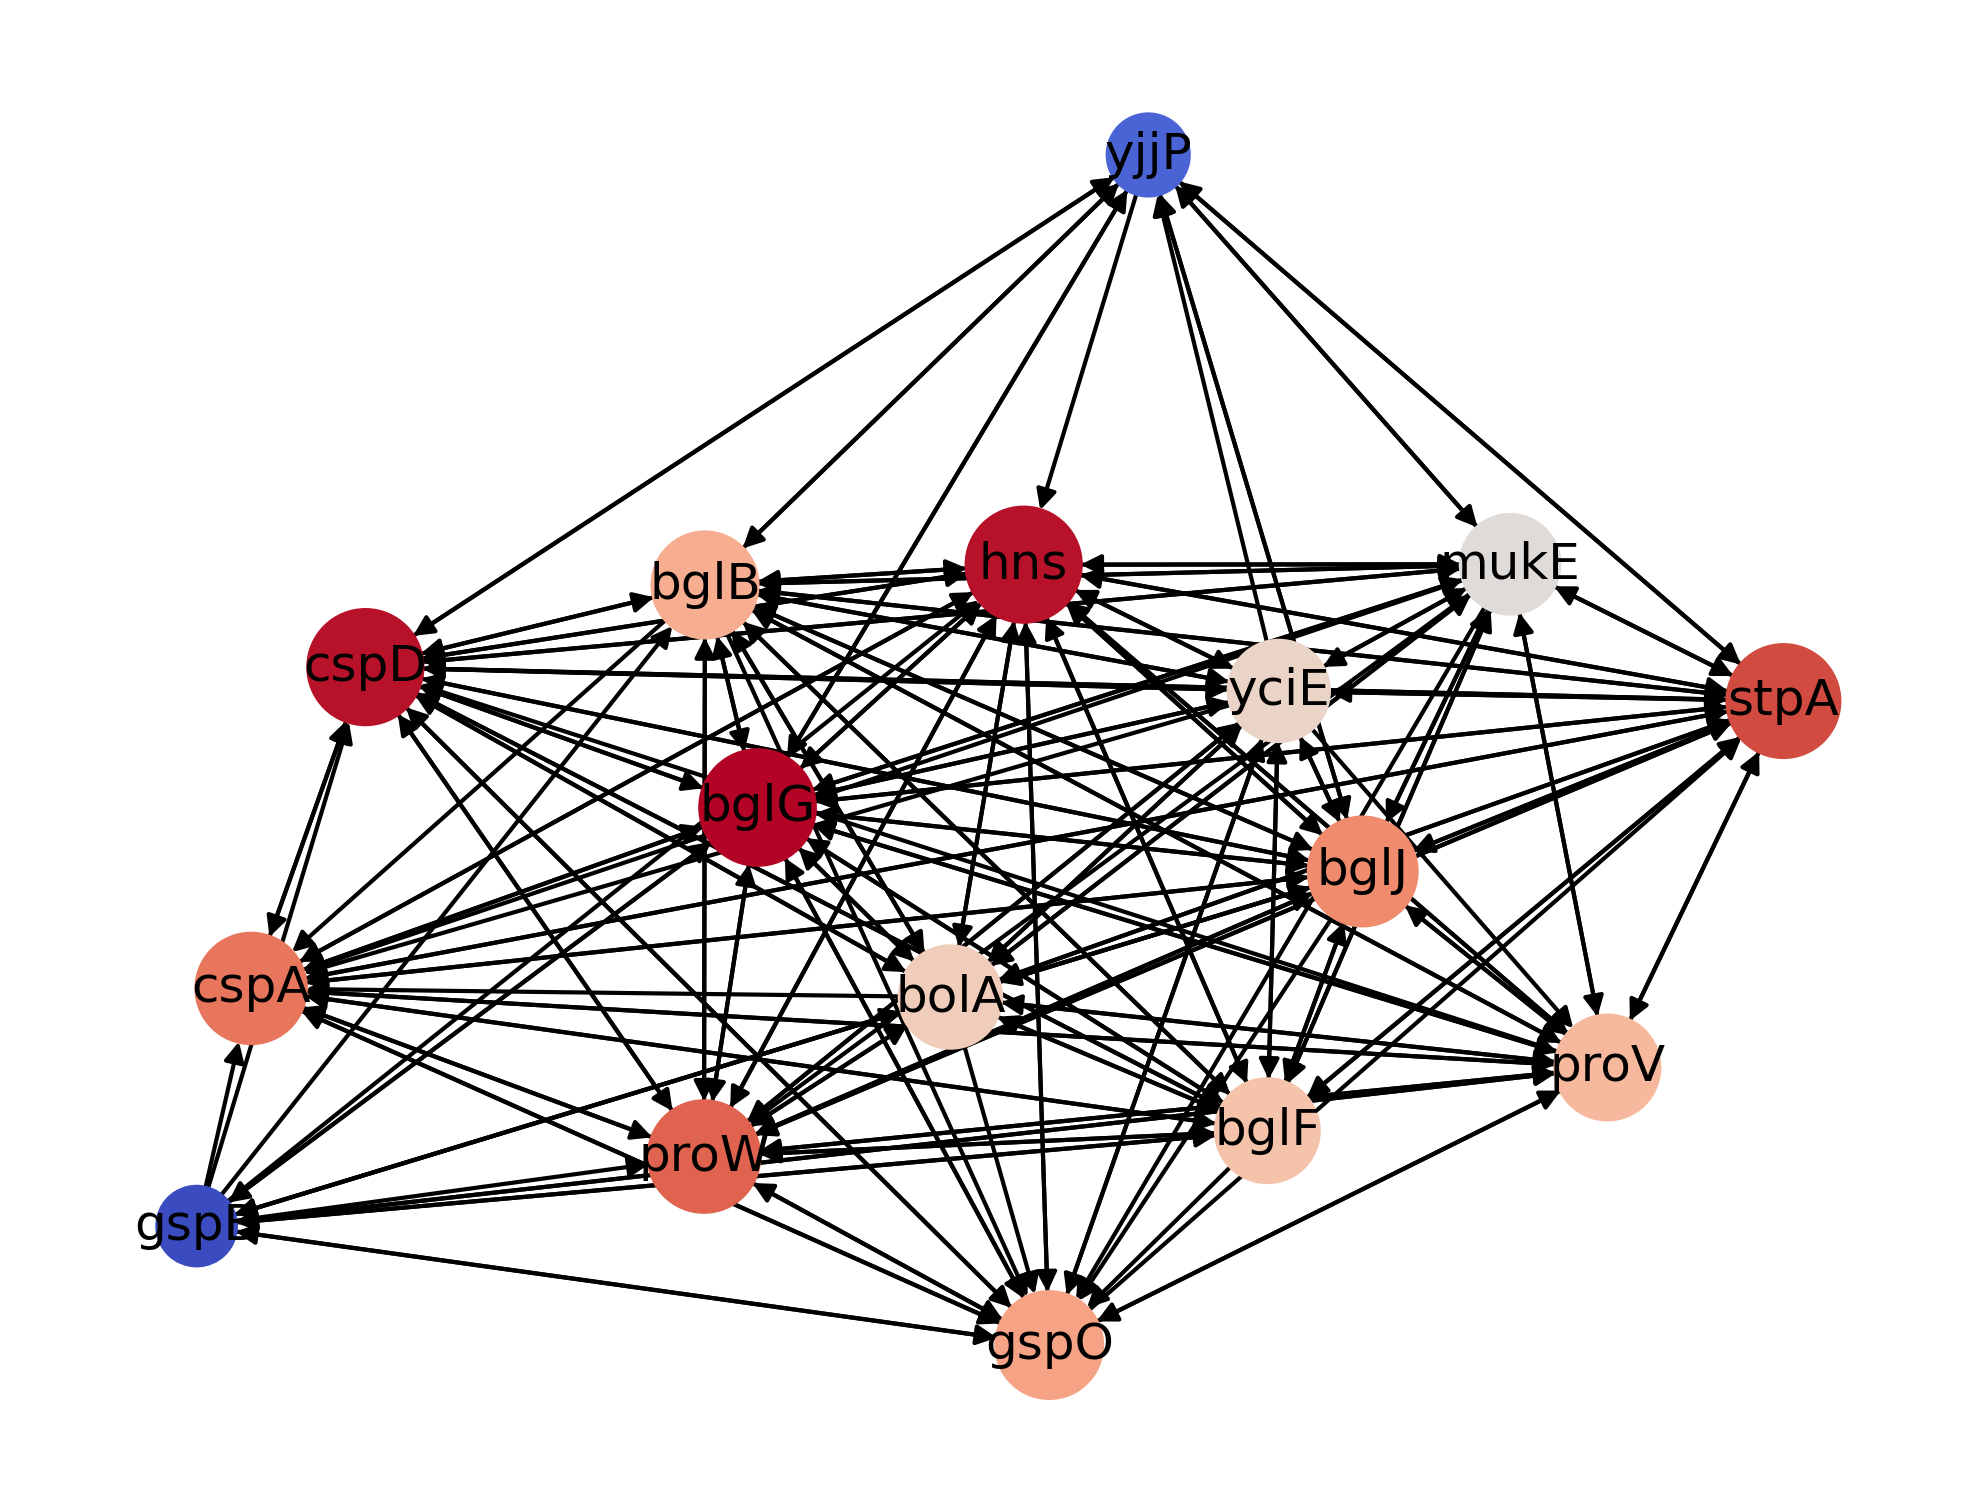 yjjP
hns
mukE
bglB
cspD
yciE
stpA
bglG
bglJ
cspA
bolA
proV
bglF
proW
gspE
gspO